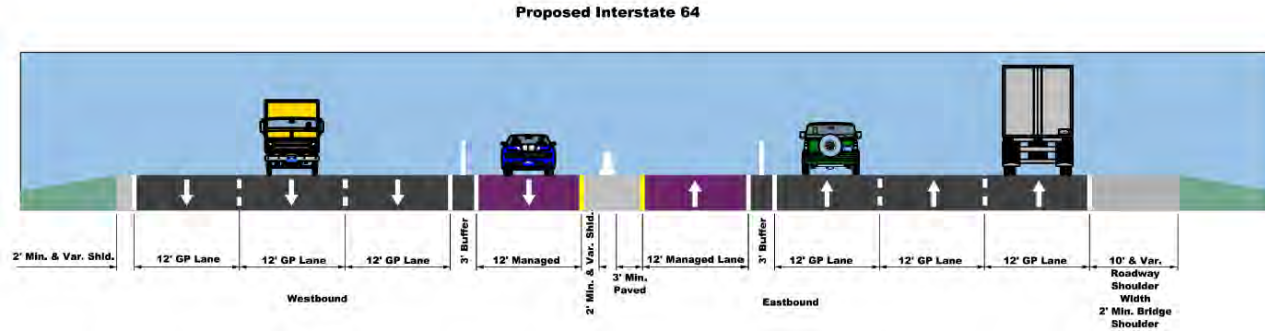 Proposed Interstate 64
2' Min. & Var. Shld.
12' GP Lane
12' GP Lane
12' GP Lane
3' Buffer
12' Managed
2' Min. & Var. Shld.
3' Min.
Paved
12' Managed Lane
3' Buffer
12' GP Lane
12' GP Lane
12' GP Lane
10' & Var.
Roadway
Shoulder
Width
2' Min. Bridge
Shoulder
Westbound
Eastbound